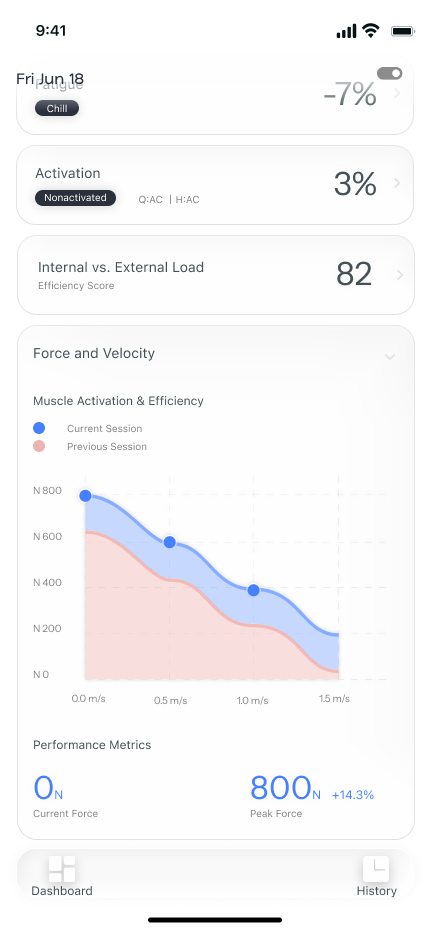 9:41
Fri Jun 18
Fatigue
-7%
Chill
Activation
3%
Nonactivated
Q:AC | H:AC
Internal vs. External Load
82
Efficiency Score
Force and Velocity
Muscle Activation & Efficiency
Current Session
Previous Session
N 800
N 600
N 400
N 200
N 0
0.0 m/s 0.5 m/s 1.0 m/s 1.5 m/s
Performance Metrics
0N 800N +14.3%
Current Force Peak Force
Dashboard History